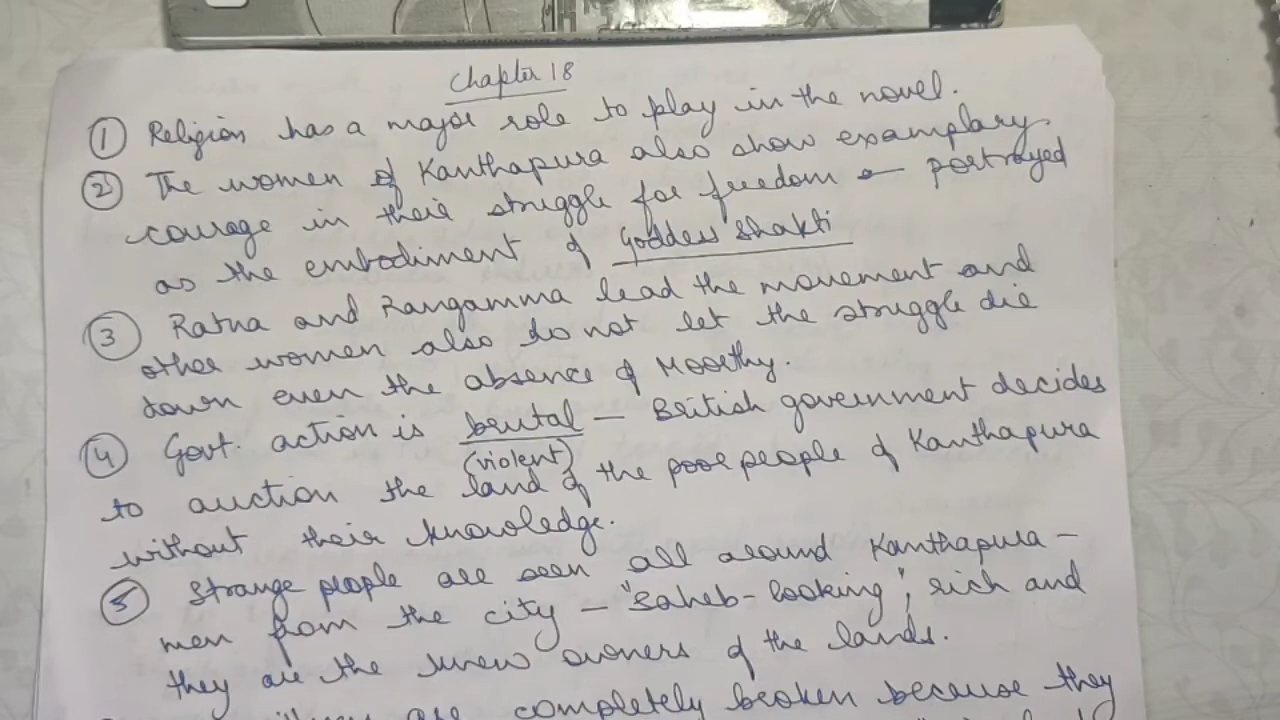 Chapter 18
① Religion has a major role to play in the novel.
② The women of Kanthapura also show examplary
courage in their struggle for freedom — portrayed
as the embodiment of Goddess Shakti
③ Ratna and Rangamma lead the movement and
other women also do not let the struggle die
down even the absence of Moorthy.
④ Govt. action is brutal — British government decides
(violent)
to auction the land of the poor people of Kanthapura
without their knowledge.
⑤ Strange people are seen all around Kanthapura -
men from the city — "Saheb-looking", rich and
they are the new owners of the lands.
are completely broken because they